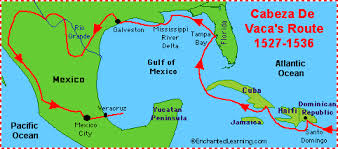 Cabeza De
Vaca's Route
1527-1536
Rio
Grande
Galveston
Mississippi
River
Delta
Tampa
Bay
Florida
Atlantic
Ocean
Gulf of
Mexico
Mexico
Cuba
Dominican
Republic
Haiti
Veracruz
Yucatan
Peninsula
Jamaica
Pacific
Ocean
Mexico
City
Santo
Domingo
©EnchantedLearning.com